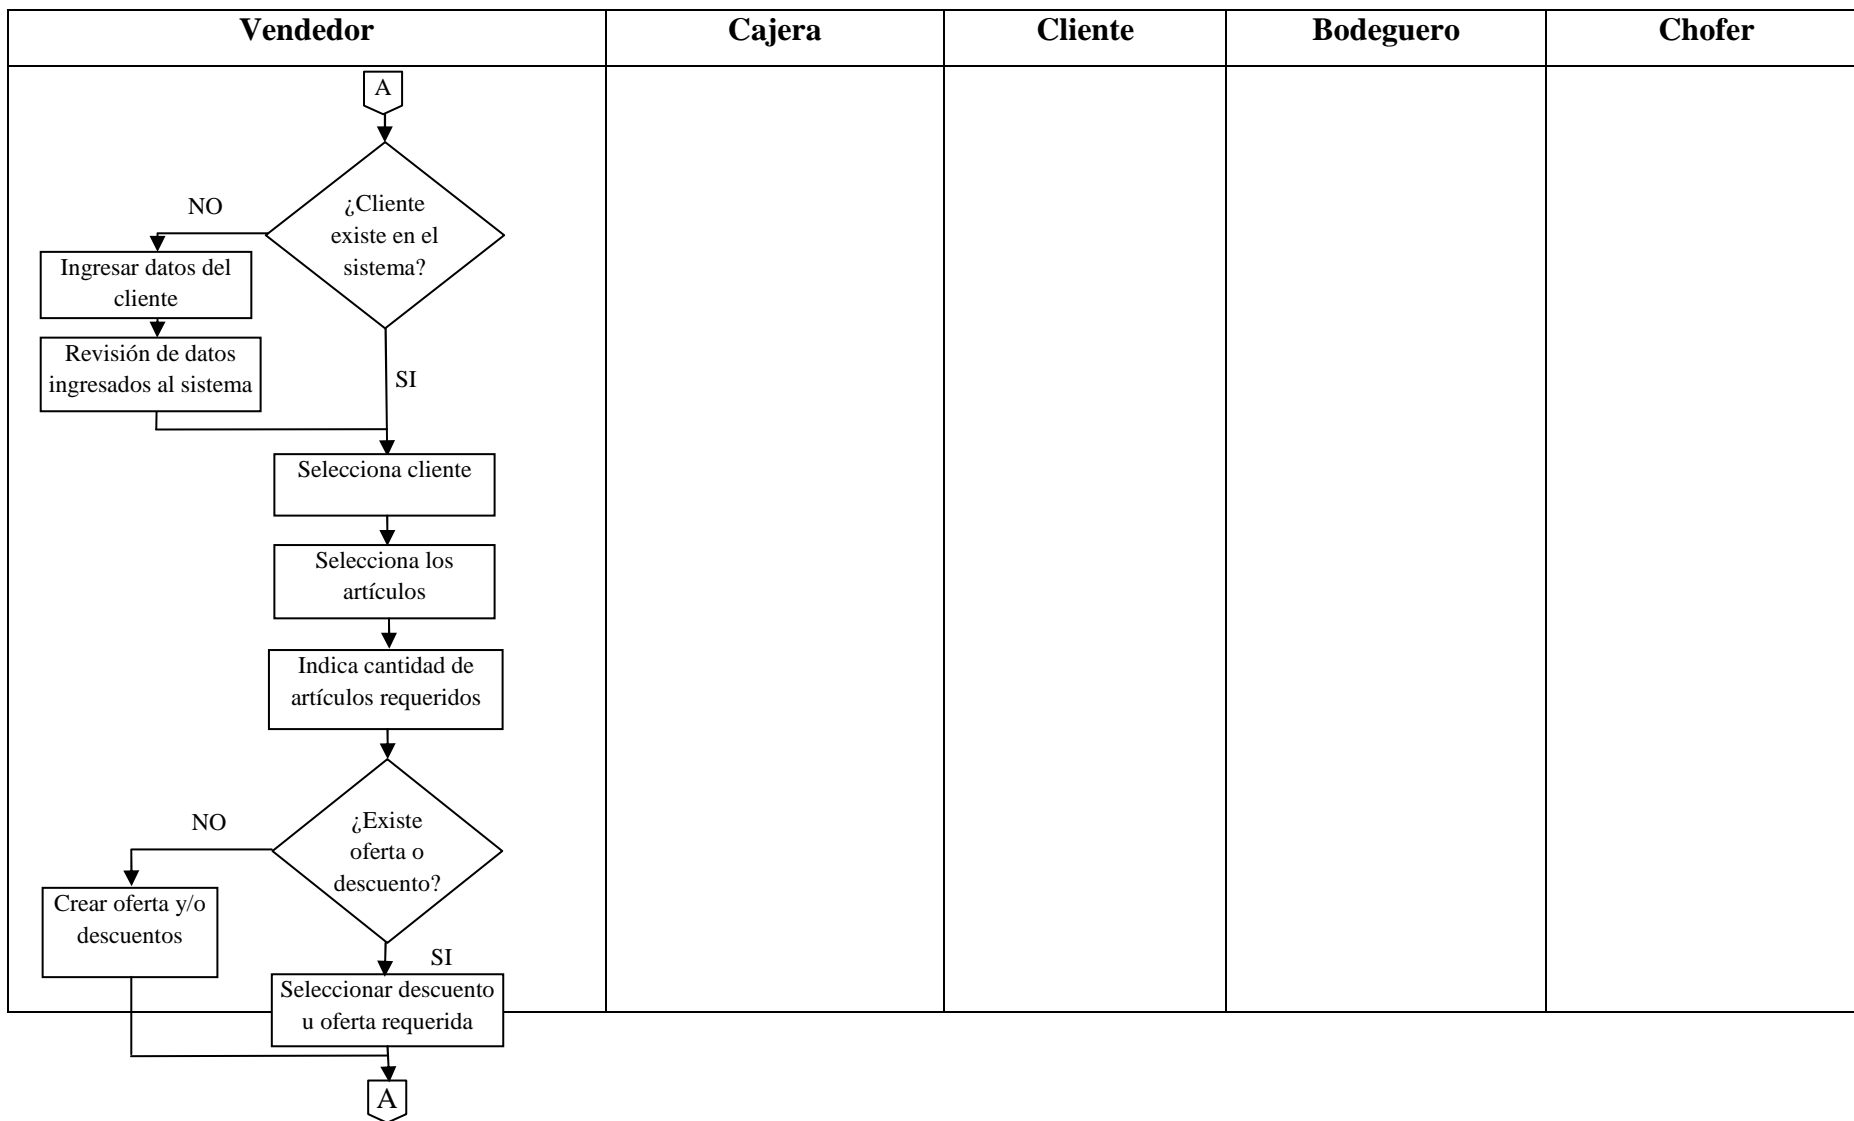 Vendedor
Cajera
Cliente
Bodeguero
Chofer
A
¿Cliente
existe en el
sistema?
NO
Ingresar datos del
cliente
Revisión de datos
ingresados al sistema
SI
Selecciona cliente
Selecciona los
artículos
Indica cantidad de
artículos requeridos
¿Existe
oferta o
descuento?
NO
Crear oferta y/o
descuentos
SI
Seleccionar descuento
u oferta requerida
A